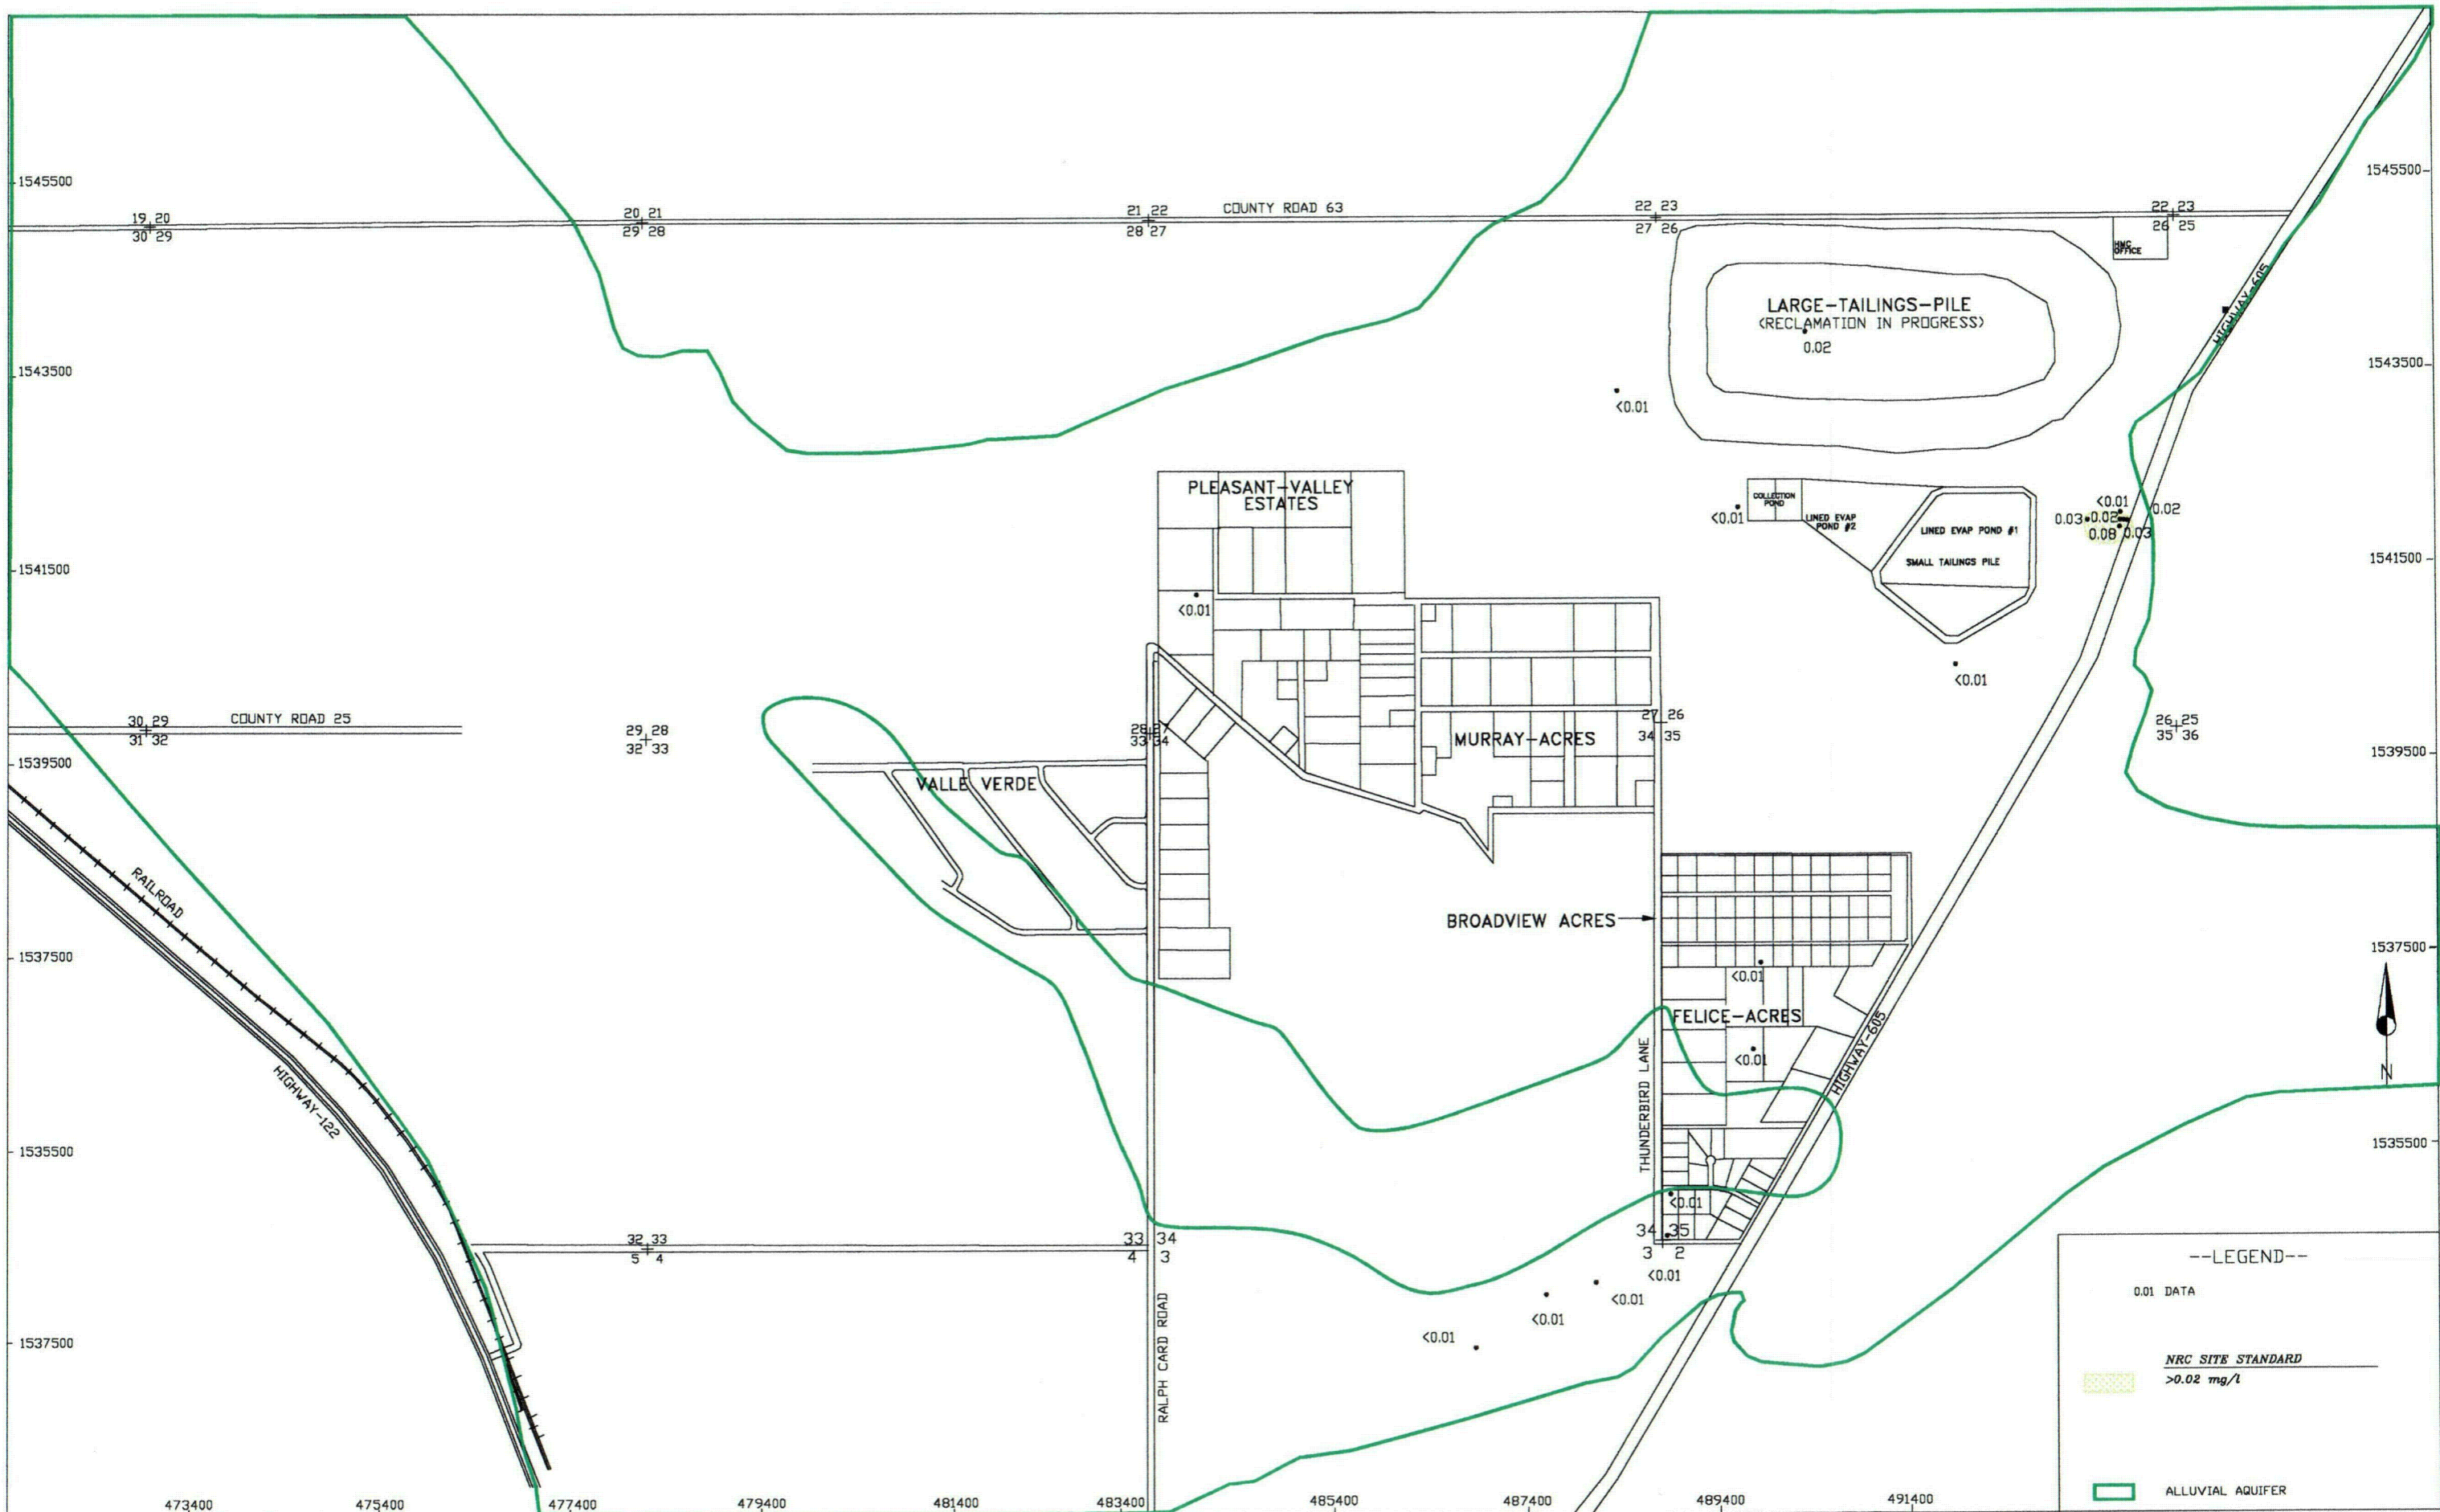 1545500
1545500
19 20
30 29
20 21
29 28
21 22
28 27
COUNTY ROAD 63
22 23
27 26
22 23
26 25
HMC
OFFICE
HIGHWAY-605
LARGE-TAILINGS-PILE
<RECLAMATION IN PROGRESS>
0.02
1543500
1543500
<0.01
PLEASANT-VALLEY
ESTATES
COLLECTION
POND
<0.01
LINED EVAP
POND #2
LINED EVAP POND #1
SMALL TAILINGS PILE
<0.01
0.02
0.03
0.02
0.08
0.03
1541500
1541500
<0.01
<0.01
30 29
31 32
COUNTY ROAD 25
29 28
32 33
28 27
33 34
27 26
34 35
26 25
35 36
MURRAY-ACRES
1539500
1539500
VALLE VERDE
RAILROAD
BROADVIEW ACRES
1537500
1537500
<0.01
FELICE-ACRES
<0.01
HIGHWAY-605
THUNDERBIRD LANE
N
HIGHWAY-122
1535500
1535500
<0.01
32 33
5 4
33 34
4 3
34 35
3 2
<0.01
<0.01
<0.01
<0.01
RALPH CARD ROAD
1537500
--LEGEND--
0.01 DATA
NRC SITE STANDARD
>0.02 mg/l
ALLUVIAL AQUIFER
473400
475400
477400
479400
481400
483400
485400
487400
489400
491400